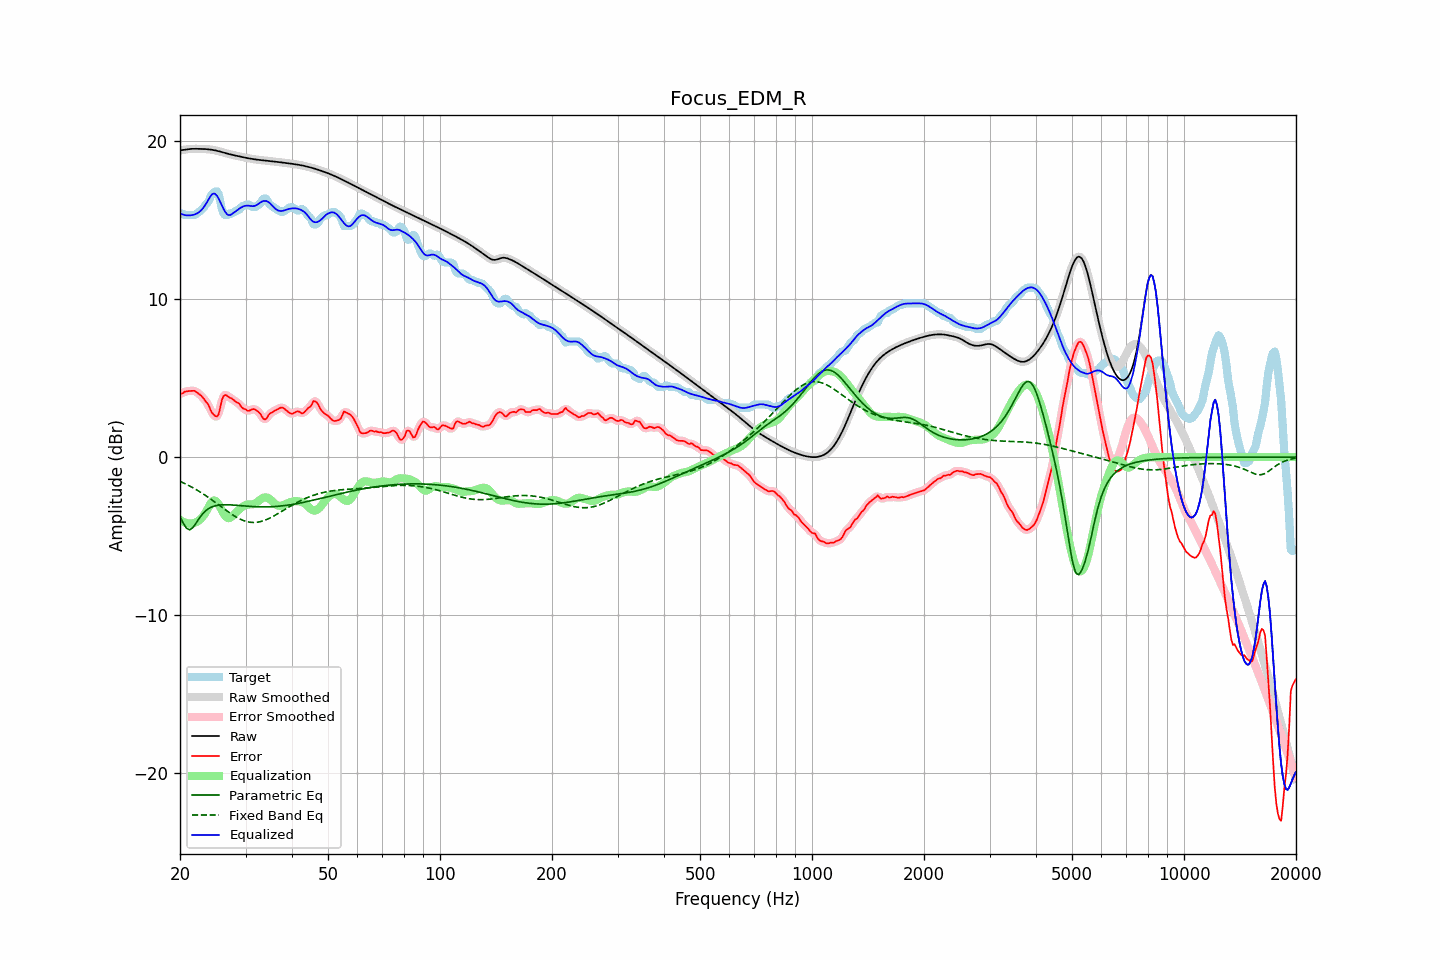 Focus_EDM_R
Amplitude (dBr)
20
10
0
−10
−20
Target
Raw Smoothed
Error Smoothed
Raw
Error
Equalization
Parametric Eq
Fixed Band Eq
Equalized
20 50 100 200 500 1000 2000 5000 10000 20000
Frequency (Hz)